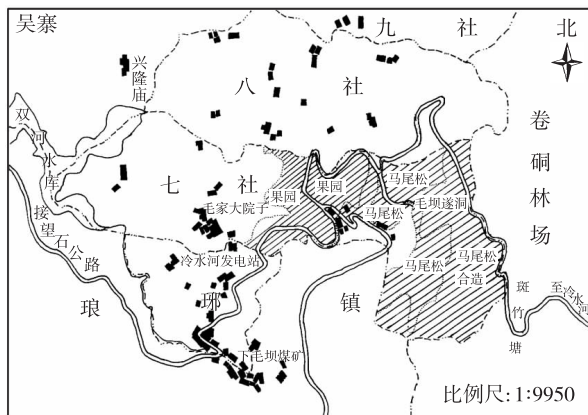 吴寨
九社
北
兴隆庙
八社
双河水库
卷硐林场
七社
果园
果园
马尾松
毛坝遂洞
毛家大院子
马尾松
接望石公路
冷水河发电站
马尾松
马尾松
合造
斑竹塘
至冷水河
琅琊镇
下毛坝煤矿
比例尺:1:9950